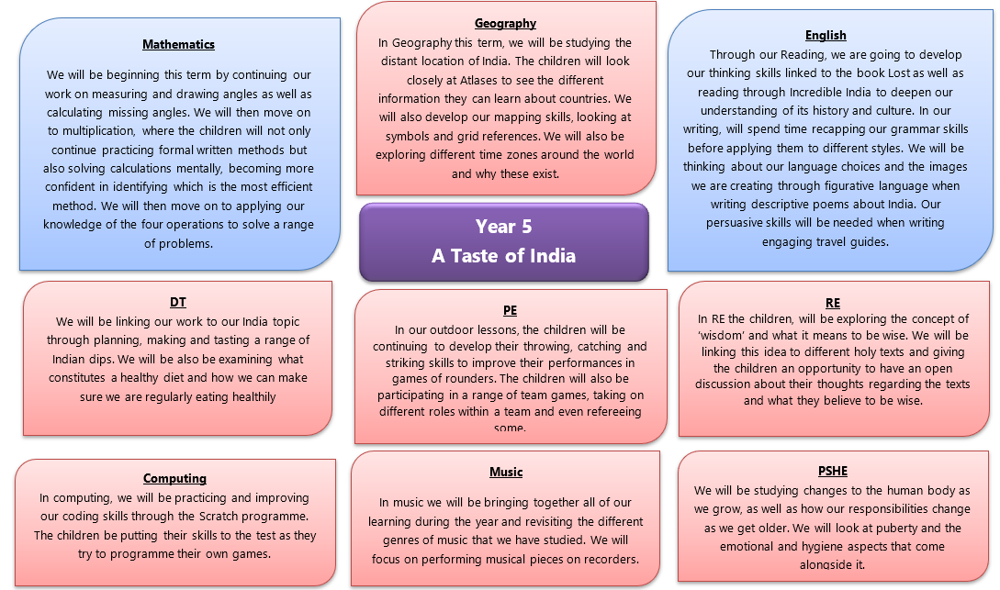 Mathematics
We will be beginning this term by continuing our
work on measuring and drawing angles as well as
calculating missing angles. We will then move on
to multiplication, where the children will not only
continue practicing formal written methods but
also solving calculations mentally, becoming more
confident in identifying which is the most efficient
method. We will then move on to applying our
knowledge of the four operations to solve a range
of problems.
Geography
In Geography this term, we will be studying the
distant location of India. The children will look
closely at Atlases to see the different
information they can learn about countries. We
will also develop our mapping skills, looking at
symbols and grid references. We will also be
exploring different time zones around the world
and why these exist.
English
Through our Reading, we are going to develop
our thinking skills linked to the book Lost as well as
reading through Incredible India to deepen our
understanding of its history and culture. In our
writing, will spend time recapping our grammar skills
before applying them to different styles. We will be
thinking about our language choices and the images
we are creating through figurative language when
writing descriptive poems about India. Our
persuasive skills will be needed when writing
engaging travel guides.
Year 5
A Taste of India
DT
We will be linking our work to our India topic
through planning, making and tasting a range of
Indian dips. We will be also be examining what
constitutes a healthy diet and how we can make
sure we are regularly eating healthily
PE
In our outdoor lessons, the children will be
continuing to develop their throwing, catching and
striking skills to improve their performances in
games of rounders. The children will also be
participating in a range of team games, taking on
different roles within a team and even refereeing
some.
RE
In RE the children, will be exploring the concept of
‘wisdom’ and what it means to be wise. We will be
linking this idea to different holy texts and giving
the children an opportunity to have an open
discussion about their thoughts regarding the texts
and what they believe to be wise.
Computing
In computing, we will be practicing and improving
our coding skills through the Scratch programme.
The children be putting their skills to the test as they
try to programme their own games.
Music
In music we will be bringing together all of our
learning during the year and revisiting the different
genres of music that we have studied. We will
focus on performing musical pieces on recorders.
PSHE
We will be studying changes to the human body as
we grow, as well as how our responsibilities change
as we get older. We will look at puberty and the
emotional and hygiene aspects that come
alongside it.